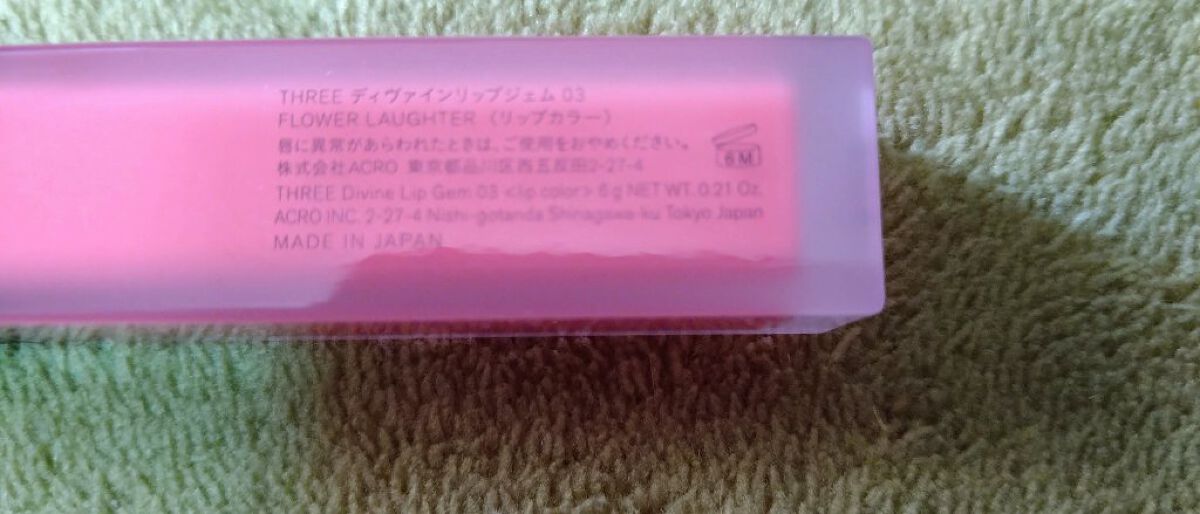 THREE ディヴァインリップジェム 03
FLOWER LAUGHTER （リップカラー）
唇に異常があらわれたときは、ご使用をおやめください。
株式会社ACRO 東京都品川区西五反田2-27-4
THREE Divine Lip Gem 03 <lip color> 6 g NET WT. 0.21 Oz.
ACRO INC. 2-27-4 Nishi-gotanda Shinagawa-ku Tokyo Japan
MADE IN JAPAN
6M